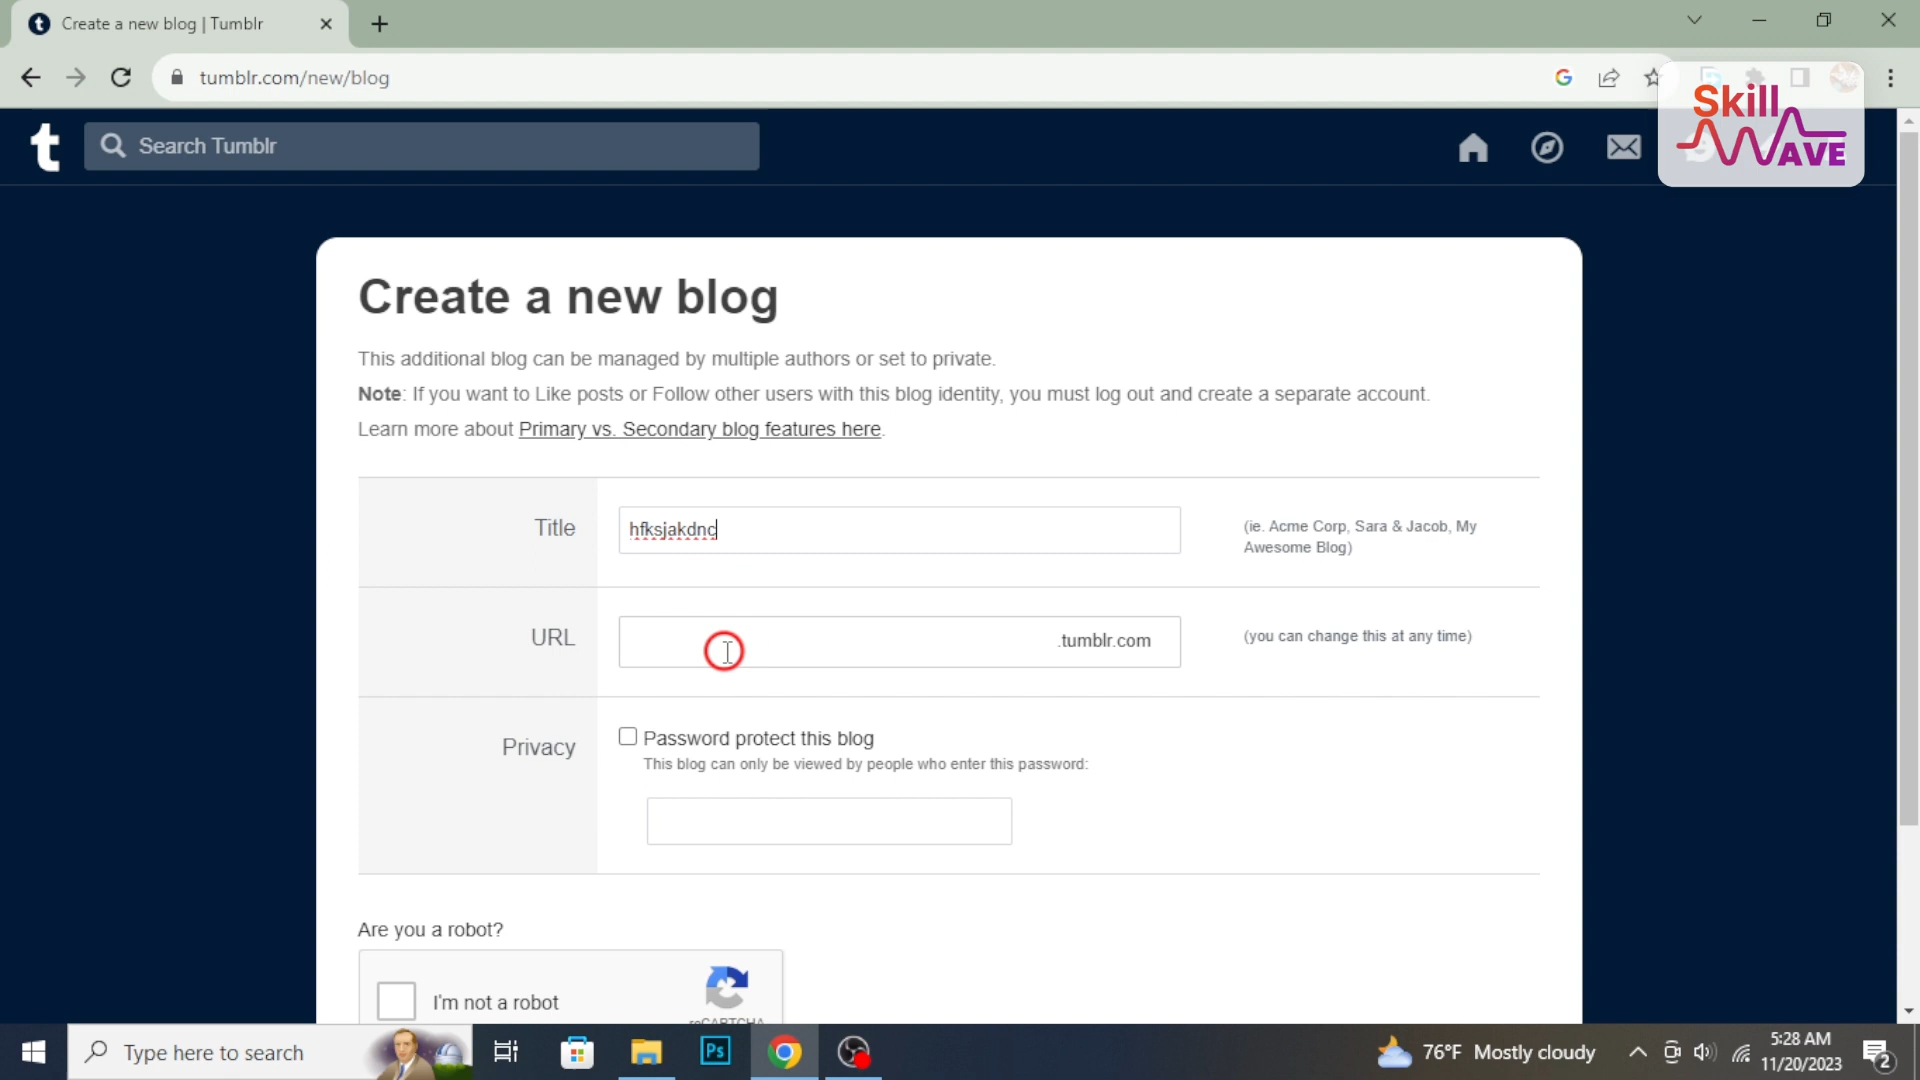 Create a new blog | Tumblr
tumblr.com/new/blog
Skill
WAVE
t
Search Tumblr
Create a new blog
This additional blog can be managed by multiple authors or set to private.
Note: If you want to Like posts or Follow other users with this blog identity, you must log out and create a separate account.
Learn more about Primary vs. Secondary blog features here.
Title
hfksjakdnc
(ie. Acme Corp, Sara & Jacob, My
Awesome Blog)
URL
.tumblr.com
(you can change this at any time)
Privacy
Password protect this blog
This blog can only be viewed by people who enter this password:
Are you a robot?
I'm not a robot
reCAPTCHA
Type here to search
Ps
76°F Mostly cloudy
5:28 AM
11/20/2023
2